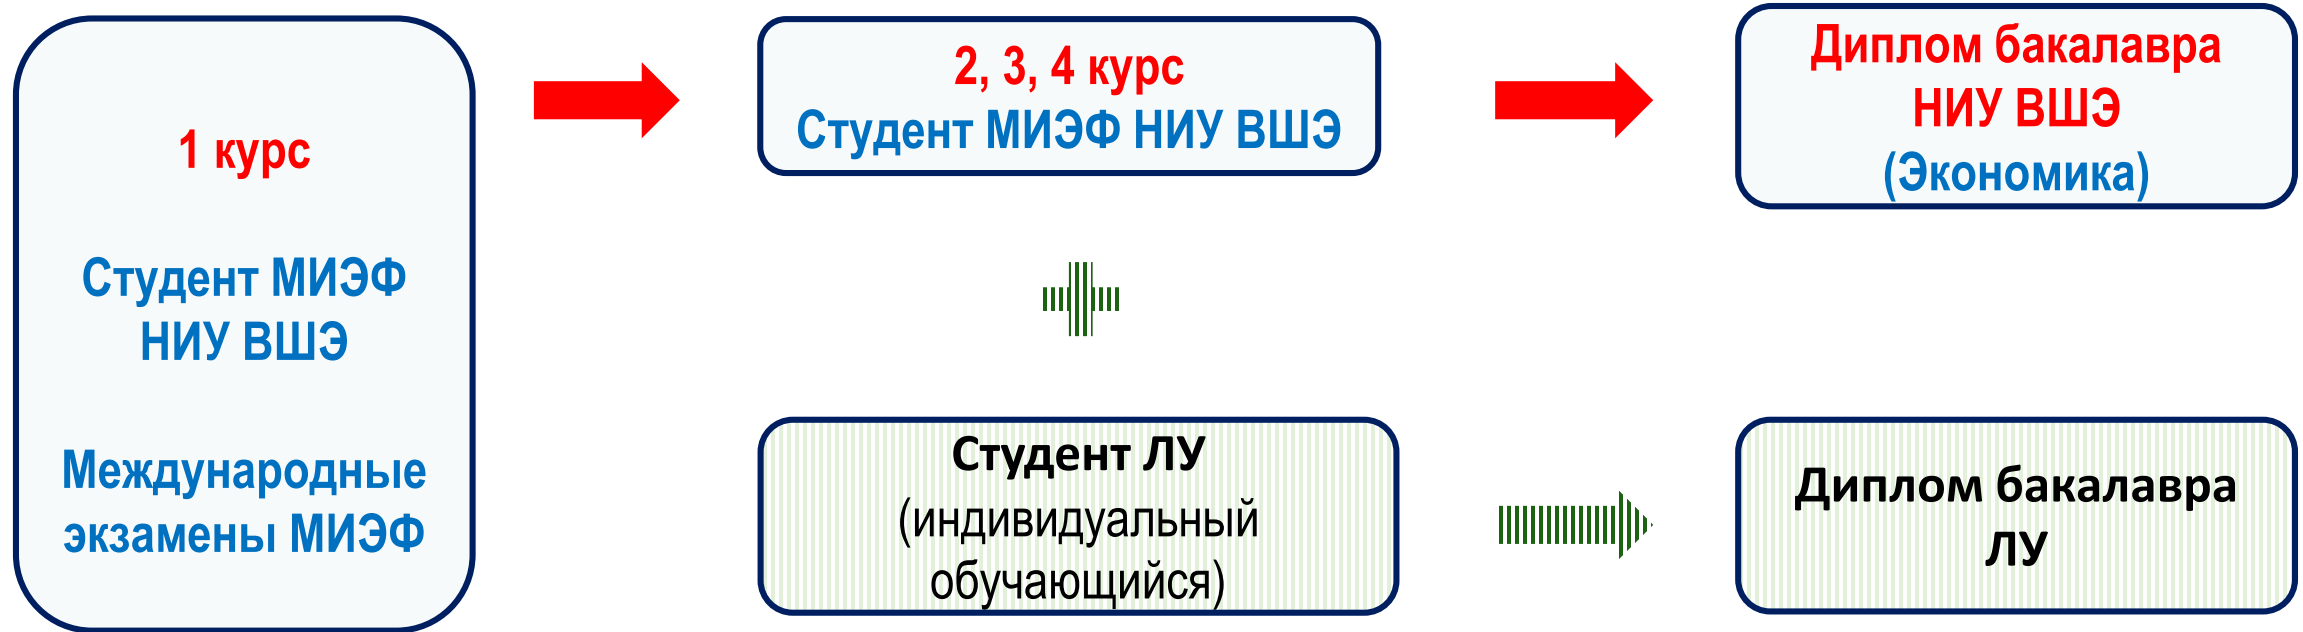 1 курс
Студент МИЭФ
НИУ ВШЭ
Международные
экзамены МИЭФ
2, 3, 4 курс
Студент МИЭФ НИУ ВШЭ
Диплом бакалавра
НИУ ВШЭ
(Экономика)
Студент ЛУ
(индивидуальный
обучающийся)
Диплом бакалавра
ЛУ